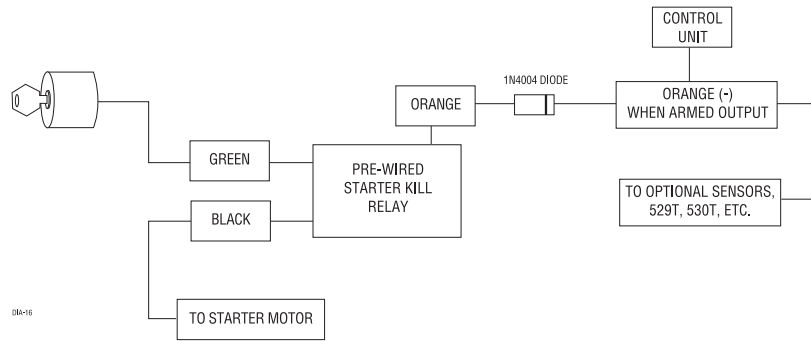 CONTROL
UNIT
1N4004 DIODE
ORANGE
ORANGE (-)
WHEN ARMED OUTPUT
GREEN
PRE-WIRED
STARTER KILL
RELAY
BLACK
TO OPTIONAL SENSORS,
529T, 530T, ETC.
DIA-16
TO STARTER MOTOR